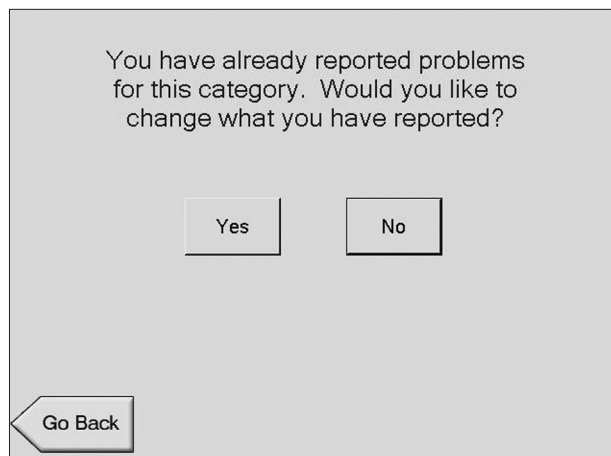 You have already reported problems
for this category.  Would you like to
change what you have reported?
Yes
No
Go Back